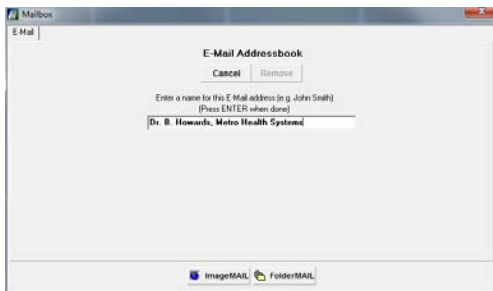 Mailbox
E-Mail
E-Mail Addressbook
Cancel Remove
Enter a name for this E-Mail address (e.g. John Smith)
(Press ENTER when done)
Dr. B. Howards, Metro Health Systems
ImageMAIL FolderMAIL